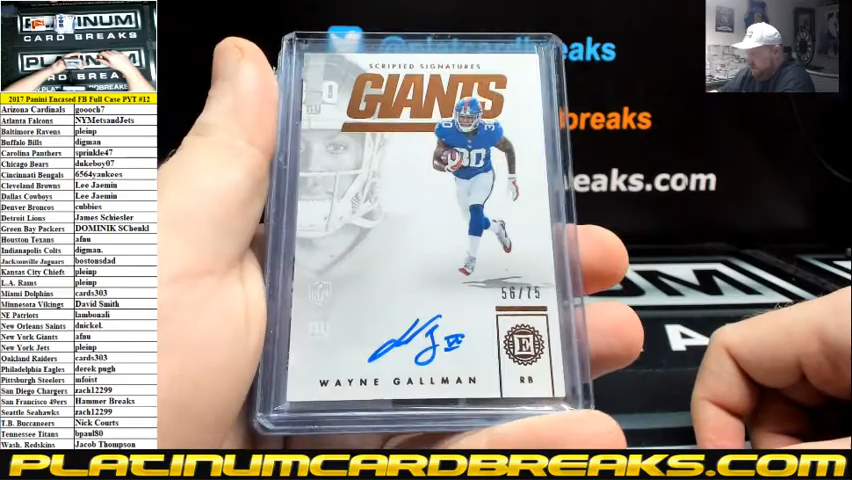 PLATINUM
CARD BREAKS
PLATINUM
CARD BREAKS
2017 Panini Encased FB Full Case PYT #12
Arizona Cardinals goooch7
Atlanta Falcons NYMetsandJets
Baltimore Ravens pleinp
Buffalo Bills digman
Carolina Panthers sprinkle47
Chicago Bears dukeboy07
Cincinnati Bengals 6564yankees
Cleveland Browns Lee Jaemin
Dallas Cowboys Lee Jaemin
Denver Broncos cubbies
Detroit Lions James Schiesler
Green Bay Packers DOMINIK SChenkl
Houston Texans afnu
Indianapolis Colts digman.
Jacksonville Jaguars bostonsdad
Kansas City Chiefs pleinp
L.A. Rams pleinp
Miami Dolphins cards303
Minnesota Vikings David Smith
NE Patriots lambonali
New Orleans Saints dnickel.
New York Giants afnu
New York Jets pleinp
Oakland Raiders cards303
Philadelphia Eagles derek pugh
Pittsburgh Steelers mfoist
San Diego Chargers zach12299
San Francisco 49ers Hammer Breaks
Seattle Seahawks zach12299
T.B. Buccaneers Nick Courts
Tennessee Titans bpaul80
Wash. Redskins Jacob Thompson
SCRIPTED SIGNATURES
GIANTS
30
56/75
E
RB
WAYNE GALLMAN
eaks
breaks
eaks.com
PLATINUMCARDBREAKS.COM